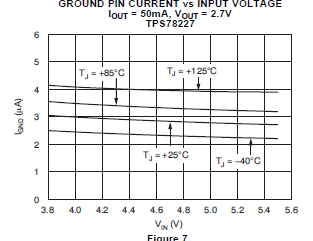 GROUND PIN CURRENT vs INPUT VOLTAGE
IOUT = 50mA, VOUT = 2.7V
TPS78227
6
5
4
3
2
1
0
IGND (µA)
TJ = +85°C
TJ = +125°C
TJ = +25°C
TJ = −40°C
3.8 4.0 4.2 4.4 4.6 4.8 5.0 5.2 5.4 5.6
VIN (V)
Figure 7